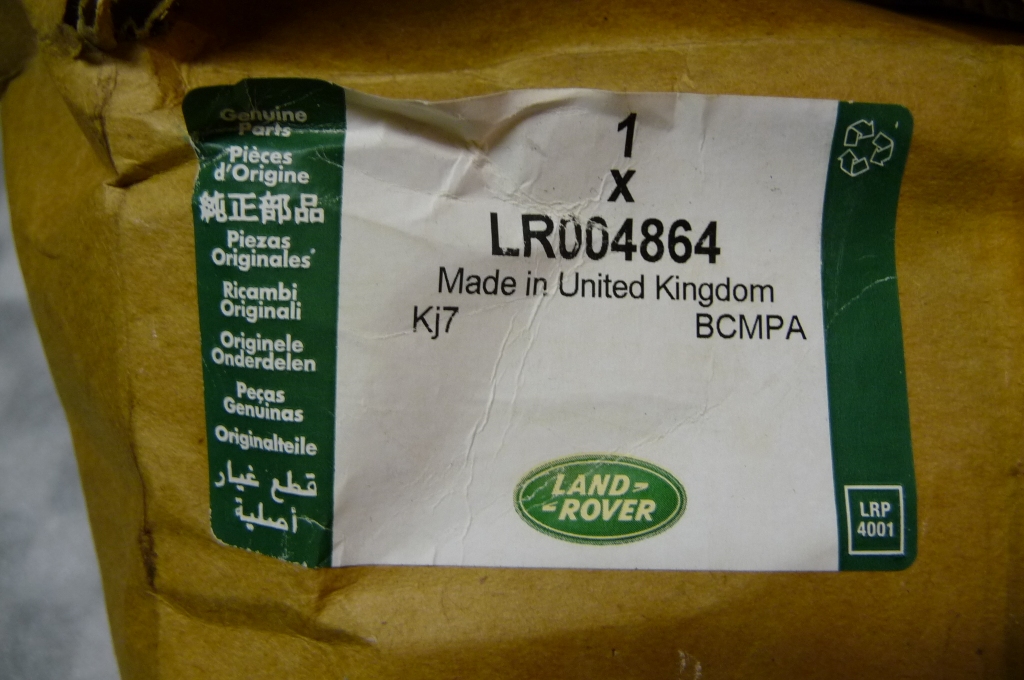 Genuine
Parts
Pièces
d'Origine
純正部品
Piezas
Originales
Ricambi
Originali
Originele
Onderdelen
Peças
Genuinas
Originalteile
قطع غيار
أصلية
1
x
LR004864
Made in United Kingdom
Kj7 BCMPA
LAND-
-ROVER
LRP
4001